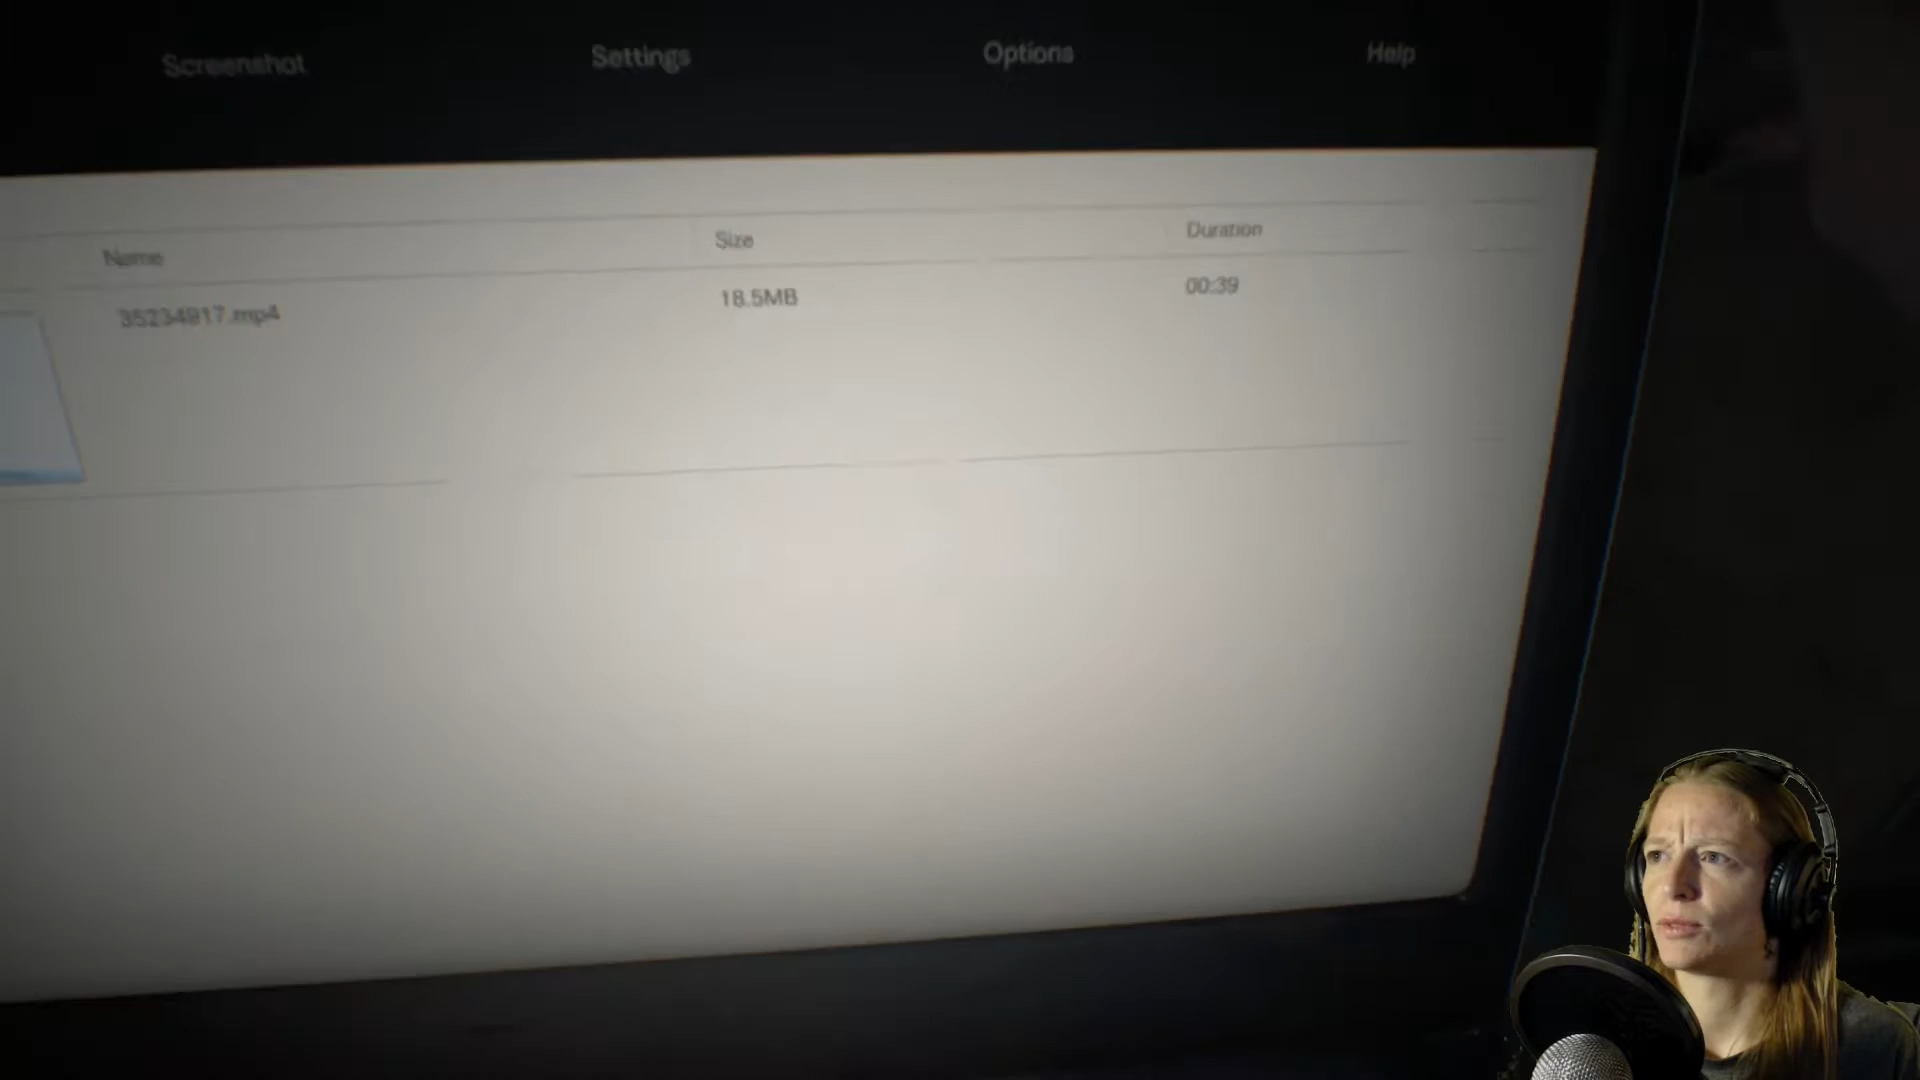 Screenshot Settings Options Help
Name Size Duration
35234917.mp4 18.5MB 00:39